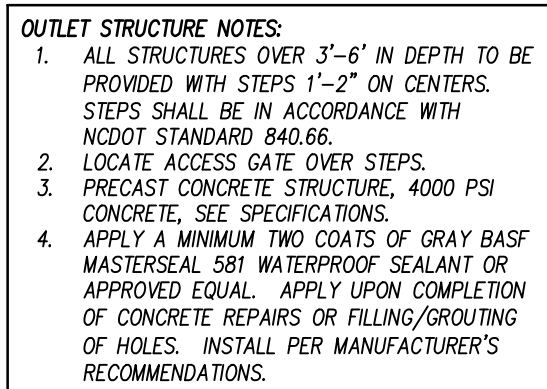 OUTLET STRUCTURE NOTES:
1. ALL STRUCTURES OVER 3'-6' IN DEPTH TO BE
PROVIDED WITH STEPS 1'-2" ON CENTERS.
STEPS SHALL BE IN ACCORDANCE WITH
NCDOT STANDARD 840.66.
2. LOCATE ACCESS GATE OVER STEPS.
3. PRECAST CONCRETE STRUCTURE, 4000 PSI
CONCRETE, SEE SPECIFICATIONS.
4. APPLY A MINIMUM TWO COATS OF GRAY BASF
MASTERSEAL 581 WATERPROOF SEALANT OR
APPROVED EQUAL. APPLY UPON COMPLETION
OF CONCRETE REPAIRS OR FILLING/GROUTING
OF HOLES. INSTALL PER MANUFACTURER'S
RECOMMENDATIONS.